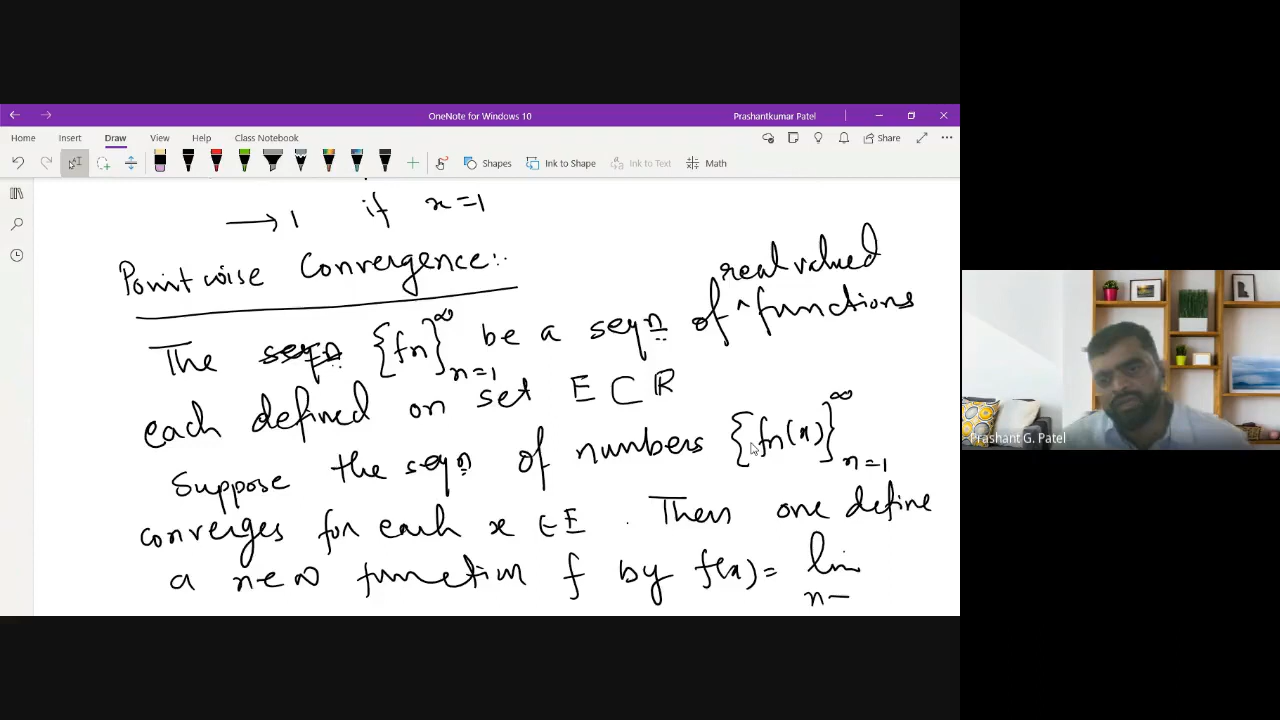 OneNote for Windows 10
Prashantkumar Patel
Home Insert Draw View Help Class Notebook
Share
Shapes Ink to Shape Ink to Text Math
→ 1 if x=1
Pointwise Convergence:-
real valued
The seqn {fn}∞n=1 be a seqn of ^ functions
each defined on set E ⊂ R
Suppose the seqn of numbers {fn(x)}∞n=1
converges for each x ∈ E . Then one define
a new function f by f(x) = lim
n–
Prashant G. Patel